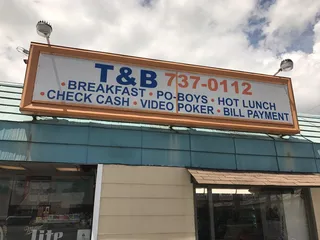 T&B 737-0112
• BREAKFAST • PO-BOYS • HOT LUNCH
• CHECK CASH • VIDEO POKER • BILL PAYMENT
lite